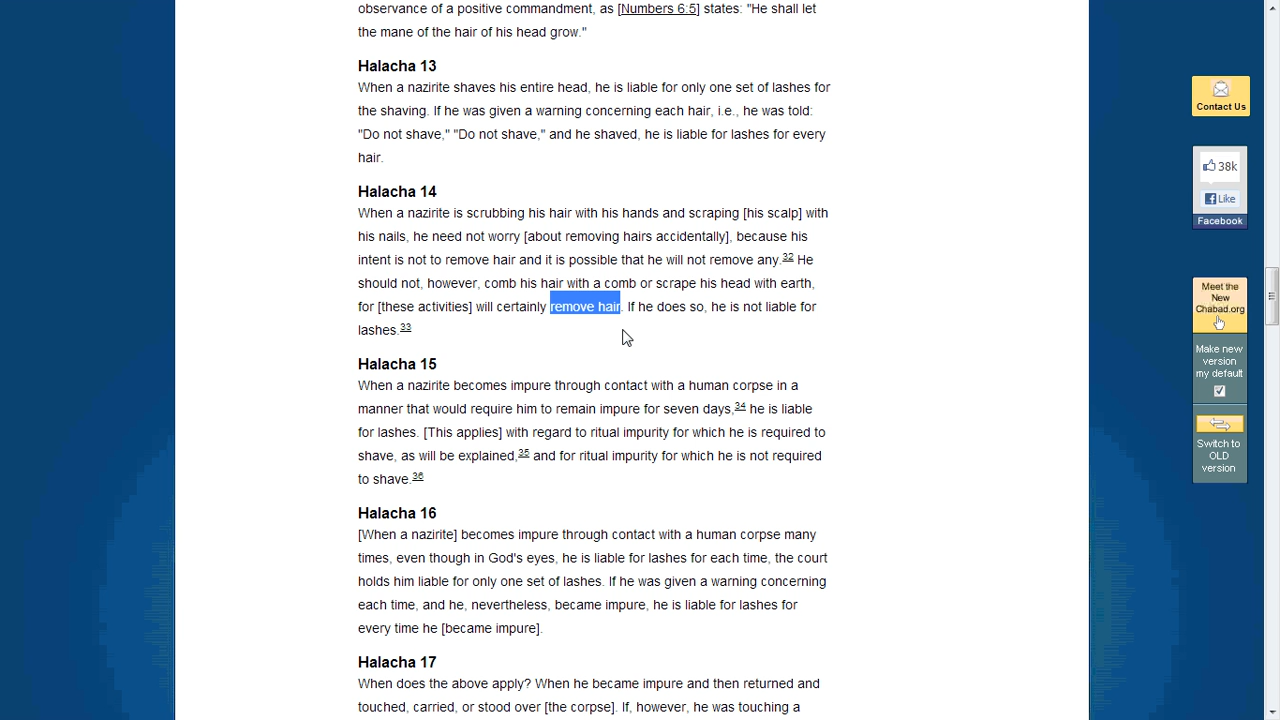 observance of a positive commandment, as [Numbers 6:5] states: "He shall let
the mane of the hair of his head grow."
Halacha 13
When a nazirite shaves his entire head, he is liable for only one set of lashes for
the shaving. If he was given a warning concerning each hair, i.e., he was told:
"Do not shave," "Do not shave," and he shaved, he is liable for lashes for every
hair.
Halacha 14
When a nazirite is scrubbing his hair with his hands and scraping [his scalp] with
his nails, he need not worry [about removing hairs accidentally], because his
intent is not to remove hair and it is possible that he will not remove any.32 He
should not, however, comb his hair with a comb or scrape his head with earth,
for [these activities] will certainly remove hair. If he does so, he is not liable for
lashes.33
Halacha 15
When a nazirite becomes impure through contact with a human corpse in a
manner that would require him to remain impure for seven days,34 he is liable
for lashes. [This applies] with regard to ritual impurity for which he is required to
shave, as will be explained,35 and for ritual impurity for which he is not required
to shave.36
Halacha 16
[When a nazirite] becomes impure through contact with a human corpse many
times, even though in God's eyes, he is liable for lashes for each time, the court
holds him liable for only one set of lashes. If he was given a warning concerning
each time, and he, nevertheless, became impure, he is liable for lashes for
every time he [became impure].
Halacha 17
When does the above apply? When he became impure and then returned and
touched, carried, or stood over [the corpse]. If, however, he was touching a
Contact Us
38k
Like
Facebook
Meet the
New
Chabad.org
Make new
version
my default
Switch to
OLD
version